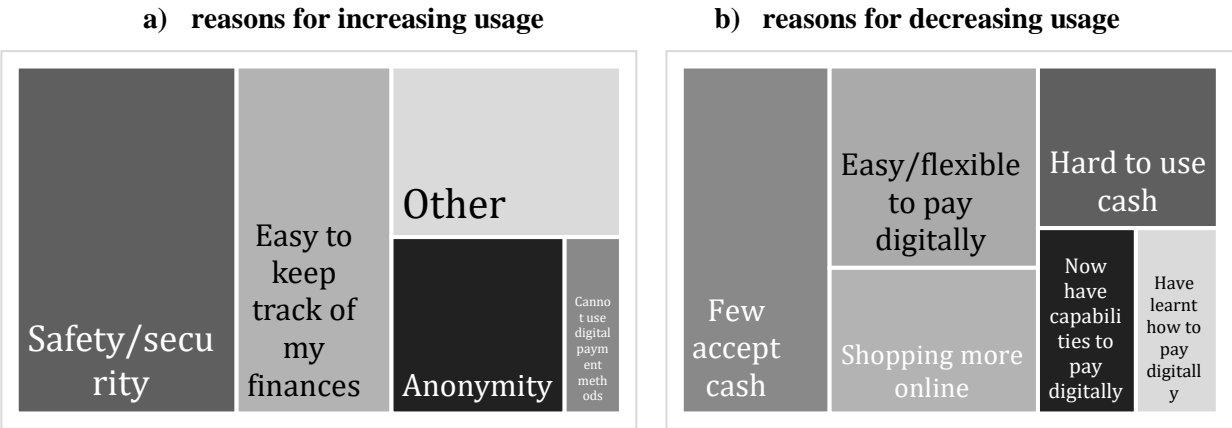 a) reasons for increasing usage
Safety/secu
rity
Easy to
keep
track of
my
finances
Other
Anonymity
Canno
t use
digital
paym
ent
meth
ods
b) reasons for decreasing usage
Few
accept
cash
Easy/flexible
to pay
digitally
Shopping more
online
Hard to use
cash
Now
have
capabili
ties to
pay
digitally
Have
learnt
how to
pay
digitall
y